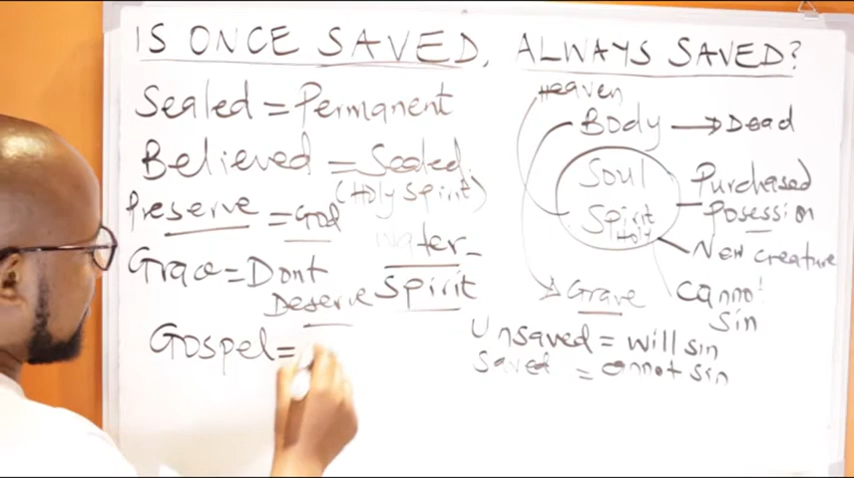 IS ONCE SAVED, ALWAYS SAVED?
Sealed = Permanent
Believed = Sealed
(Holy Spirit)
Preserve = God
water
Grace = Dont
Deserve
Spirit
Gospel =
Heaven
Body → Dead
Soul
Spirit
Holy
Purchased
Posession
New creature
Cannot
Sin
Grave
Unsaved = will sin
Saved = annot sin